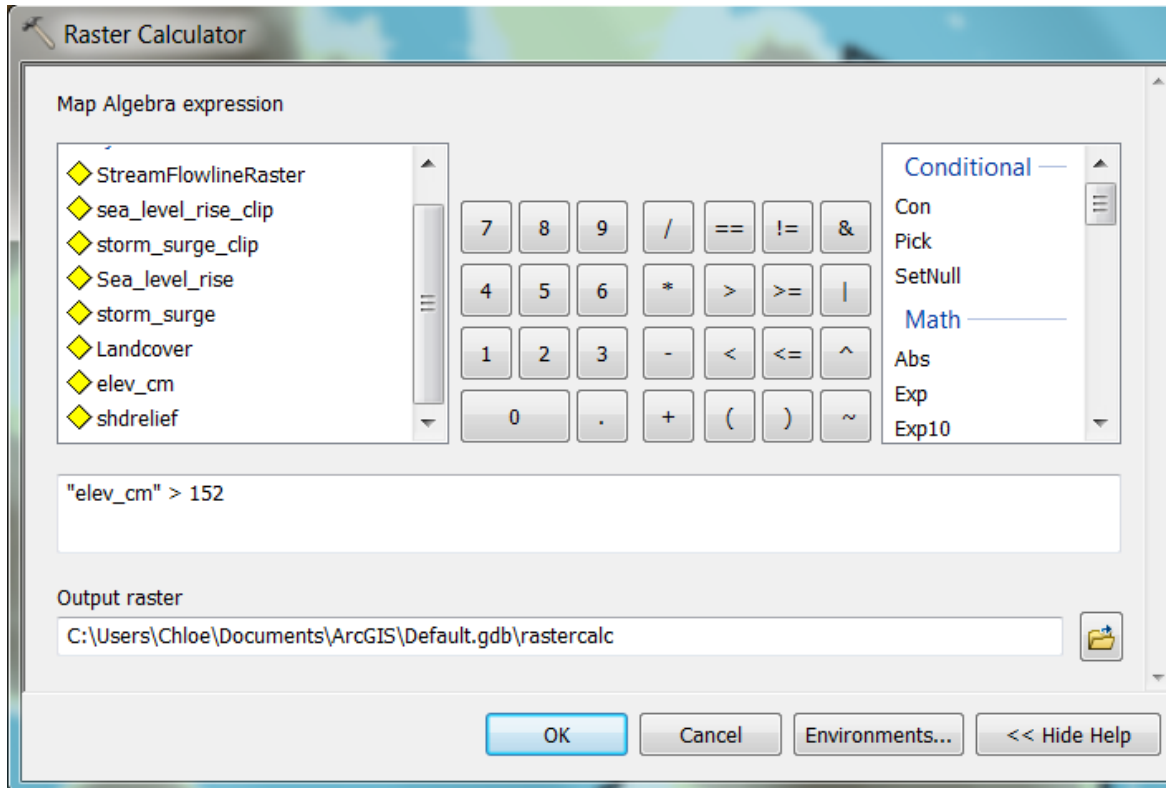 Raster Calculator
Map Algebra expression
StreamFlowlineRaster
sea_level_rise_clip
storm_surge_clip
Sea_level_rise
storm_surge
Landcover
elev_cm
shdrelief
7 8 9 / == != &
4 5 6 * > >= |
1 2 3 - < <= ^
0 . + ( ) ~
Conditional
Con
Pick
SetNull
Math
Abs
Exp
Exp10
"elev_cm" > 152
Output raster
C:\Users\Chloe\Documents\ArcGIS\Default.gdb\rastercalc
OK Cancel Environments... << Hide Help